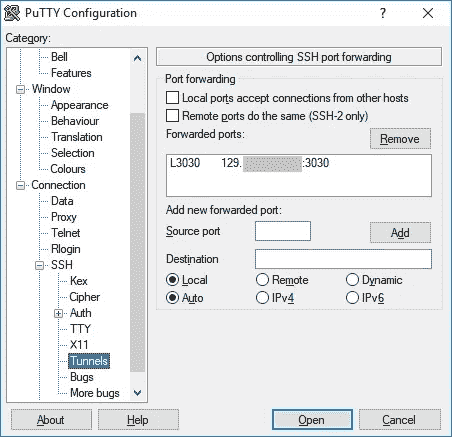 PuTTY Configuration
?
Category:
Bell
Features
Window
Appearance
Behaviour
Translation
Selection
Colours
Connection
Data
Proxy
Telnet
Rlogin
SSH
Kex
Cipher
Auth
TTY
X11
Tunnels
Bugs
More bugs
Options controlling SSH port forwarding
Port forwarding
Local ports accept connections from other hosts
Remote ports do the same (SSH-2 only)
Forwarded ports:
Remove
L3030 129. :3030
Add new forwarded port:
Source port
Add
Destination
Local Remote Dynamic
Auto IPv4 IPv6
About Help Open Cancel